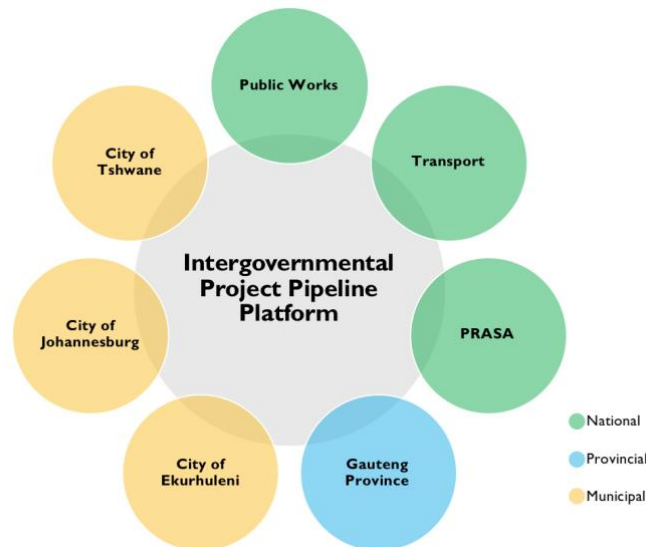 Public Works
City of
Tshwane
Transport
Intergovernmental
Project Pipeline
Platform
City of
Johannesburg
PRASA
City of
Ekurhuleni
Gauteng
Province
National
Provincial
Municipal